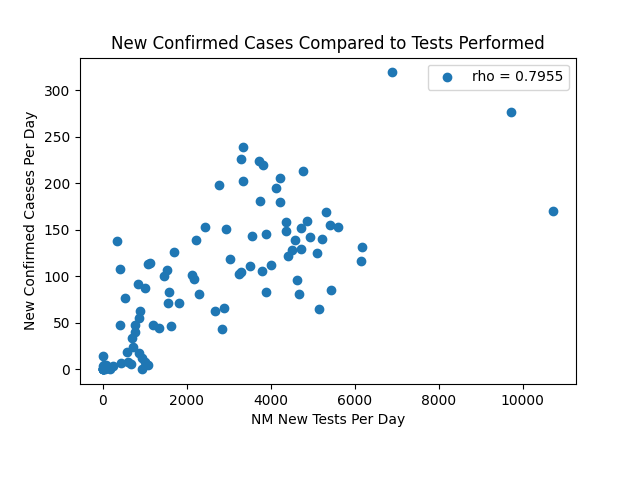 New Confirmed Cases Compared to Tests Performed
rho = 0.7955
New Confirmed Caeses Per Day
300
250
200
150
100
50
0
0 2000 4000 6000 8000 10000
NM New Tests Per Day